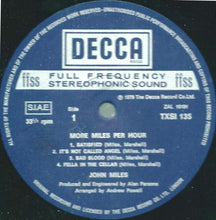 DECCA
ffss FULL FREQUENCY ffss
STEREOPHONIC SOUND
S.I.A.E. Side ℗ 1979 The Decca Record Co. Ltd. ZAL
33⅓ rpm 1 TXSI 135
MORE MILES PER HOUR
1. SATISFIED (Miles, Marshall)
2. IT'S NOT CALLED ANGEL (Miles, Marshall)
3. BAD BLOOD (Miles, Marshall)
4. FELLA IN THE CELLAR (Miles, Marshall)
JOHN MILES
Produced and Engineered by Alan Parsons
Arranged by Andrew Powell